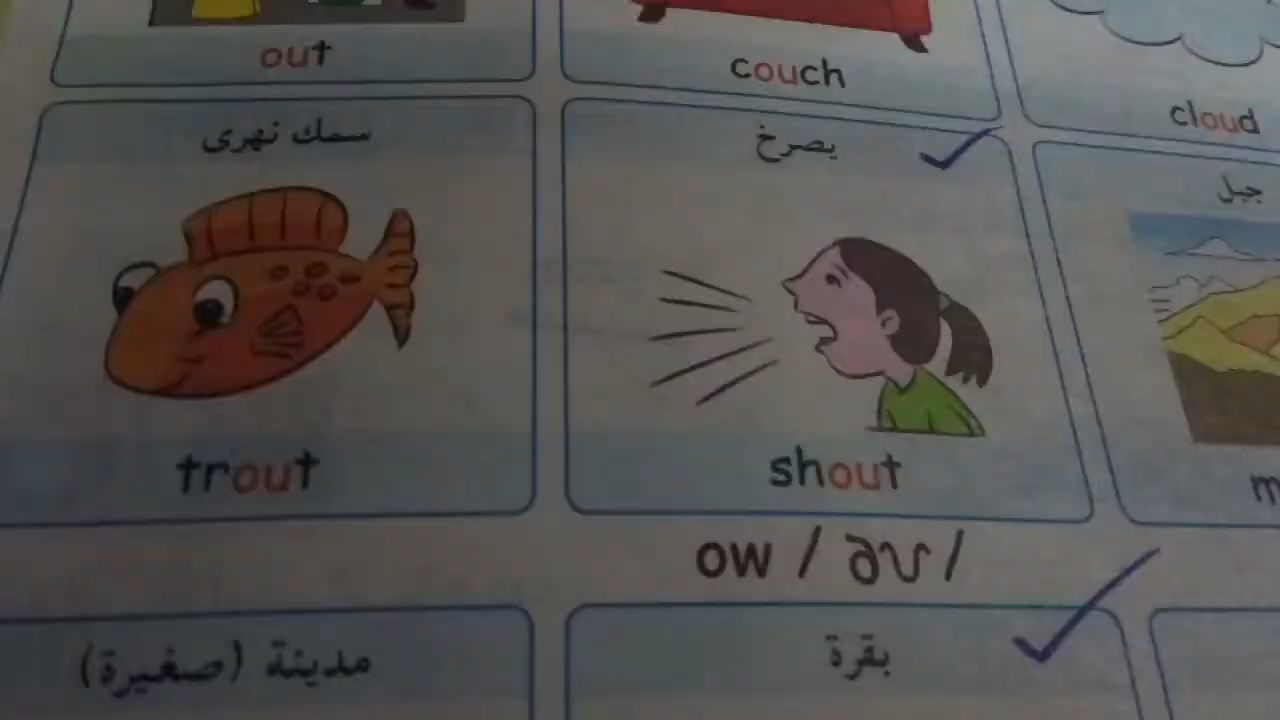 out
couch
cloud
سمك نهرى
يصرخ
جبل
trout
shout
m
ow / əʊ /
مدينة (صغيرة)
بقرة